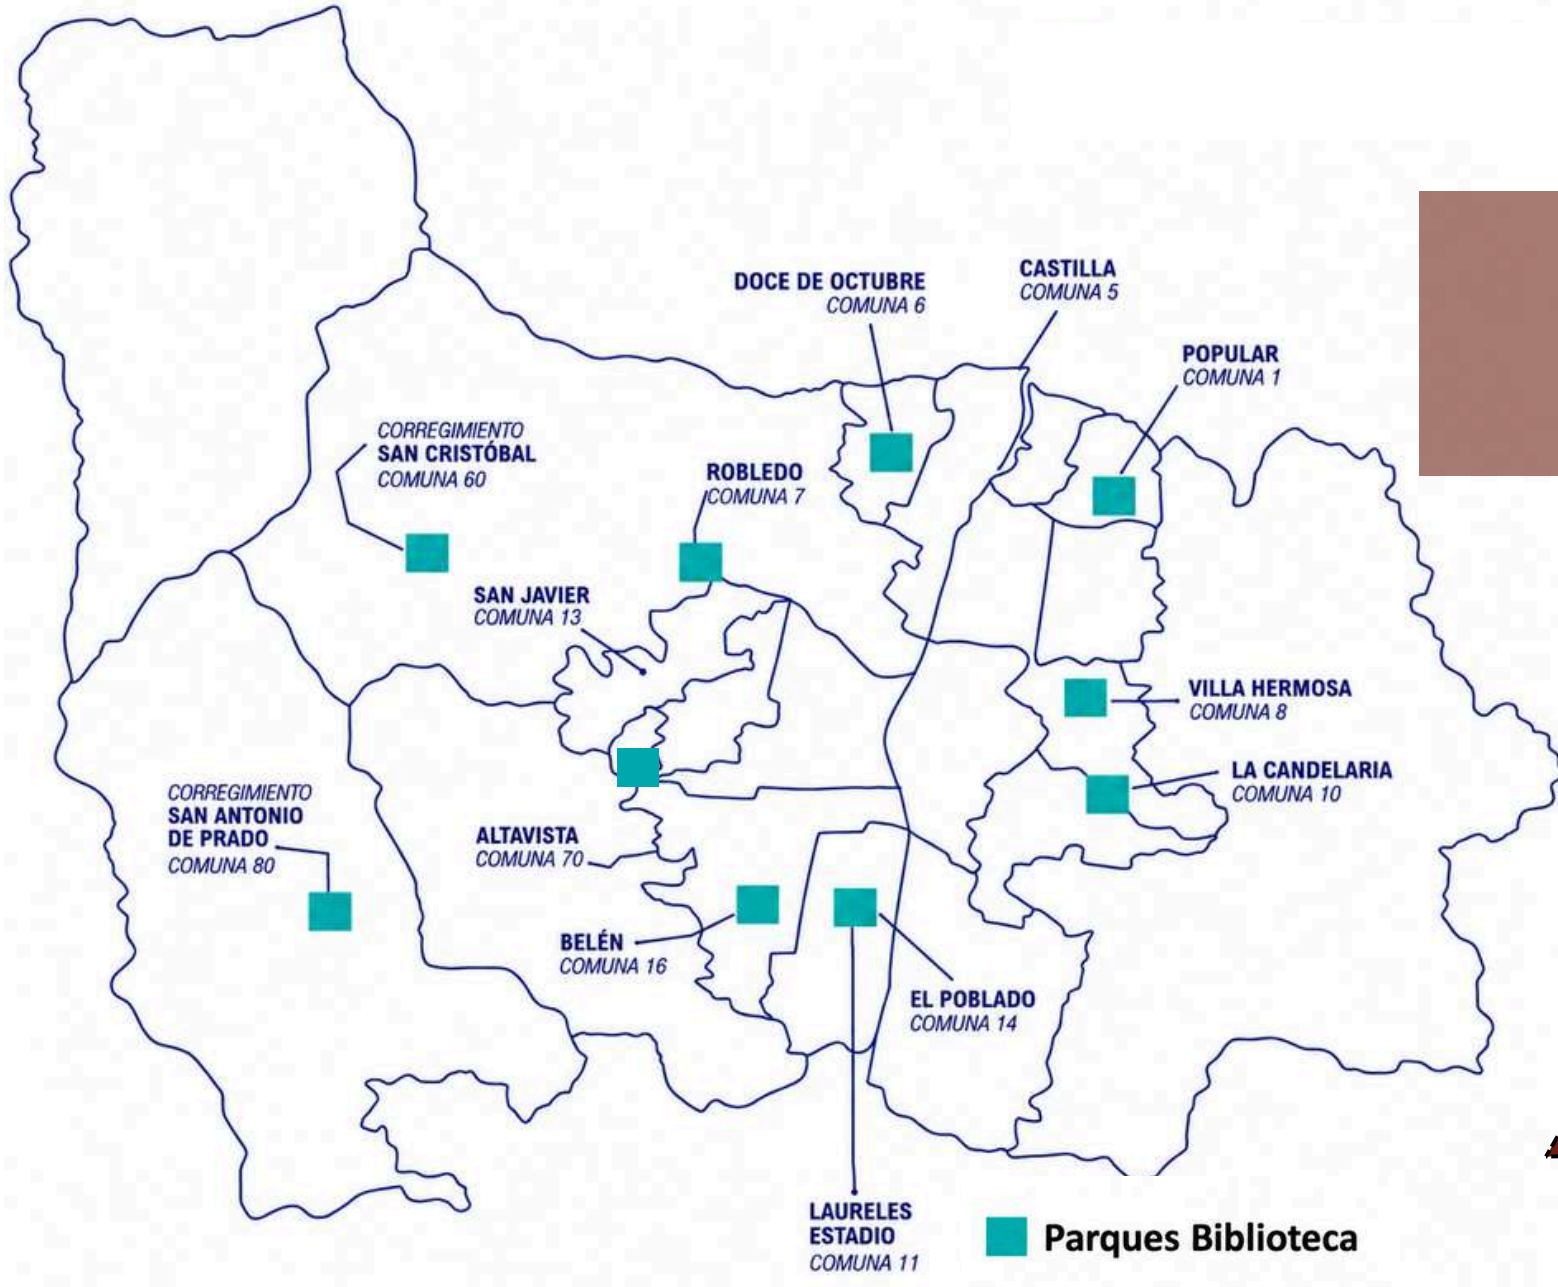 DOCE DE OCTUBRE
COMUNA 6
CASTILLA
COMUNA 5
POPULAR
COMUNA 1
CORREGIMIENTO
SAN CRISTÓBAL
COMUNA 60
ROBLEDO
COMUNA 7
SAN JAVIER
COMUNA 13
VILLA HERMOSA
COMUNA 8
LA CANDELARIA
COMUNA 10
CORREGIMIENTO
SAN ANTONIO
DE PRADO
COMUNA 80
ALTAVISTA
COMUNA 70
BELÉN
COMUNA 16
EL POBLADO
COMUNA 14
LAURELES
ESTADIO
COMUNA 11
Parques Biblioteca